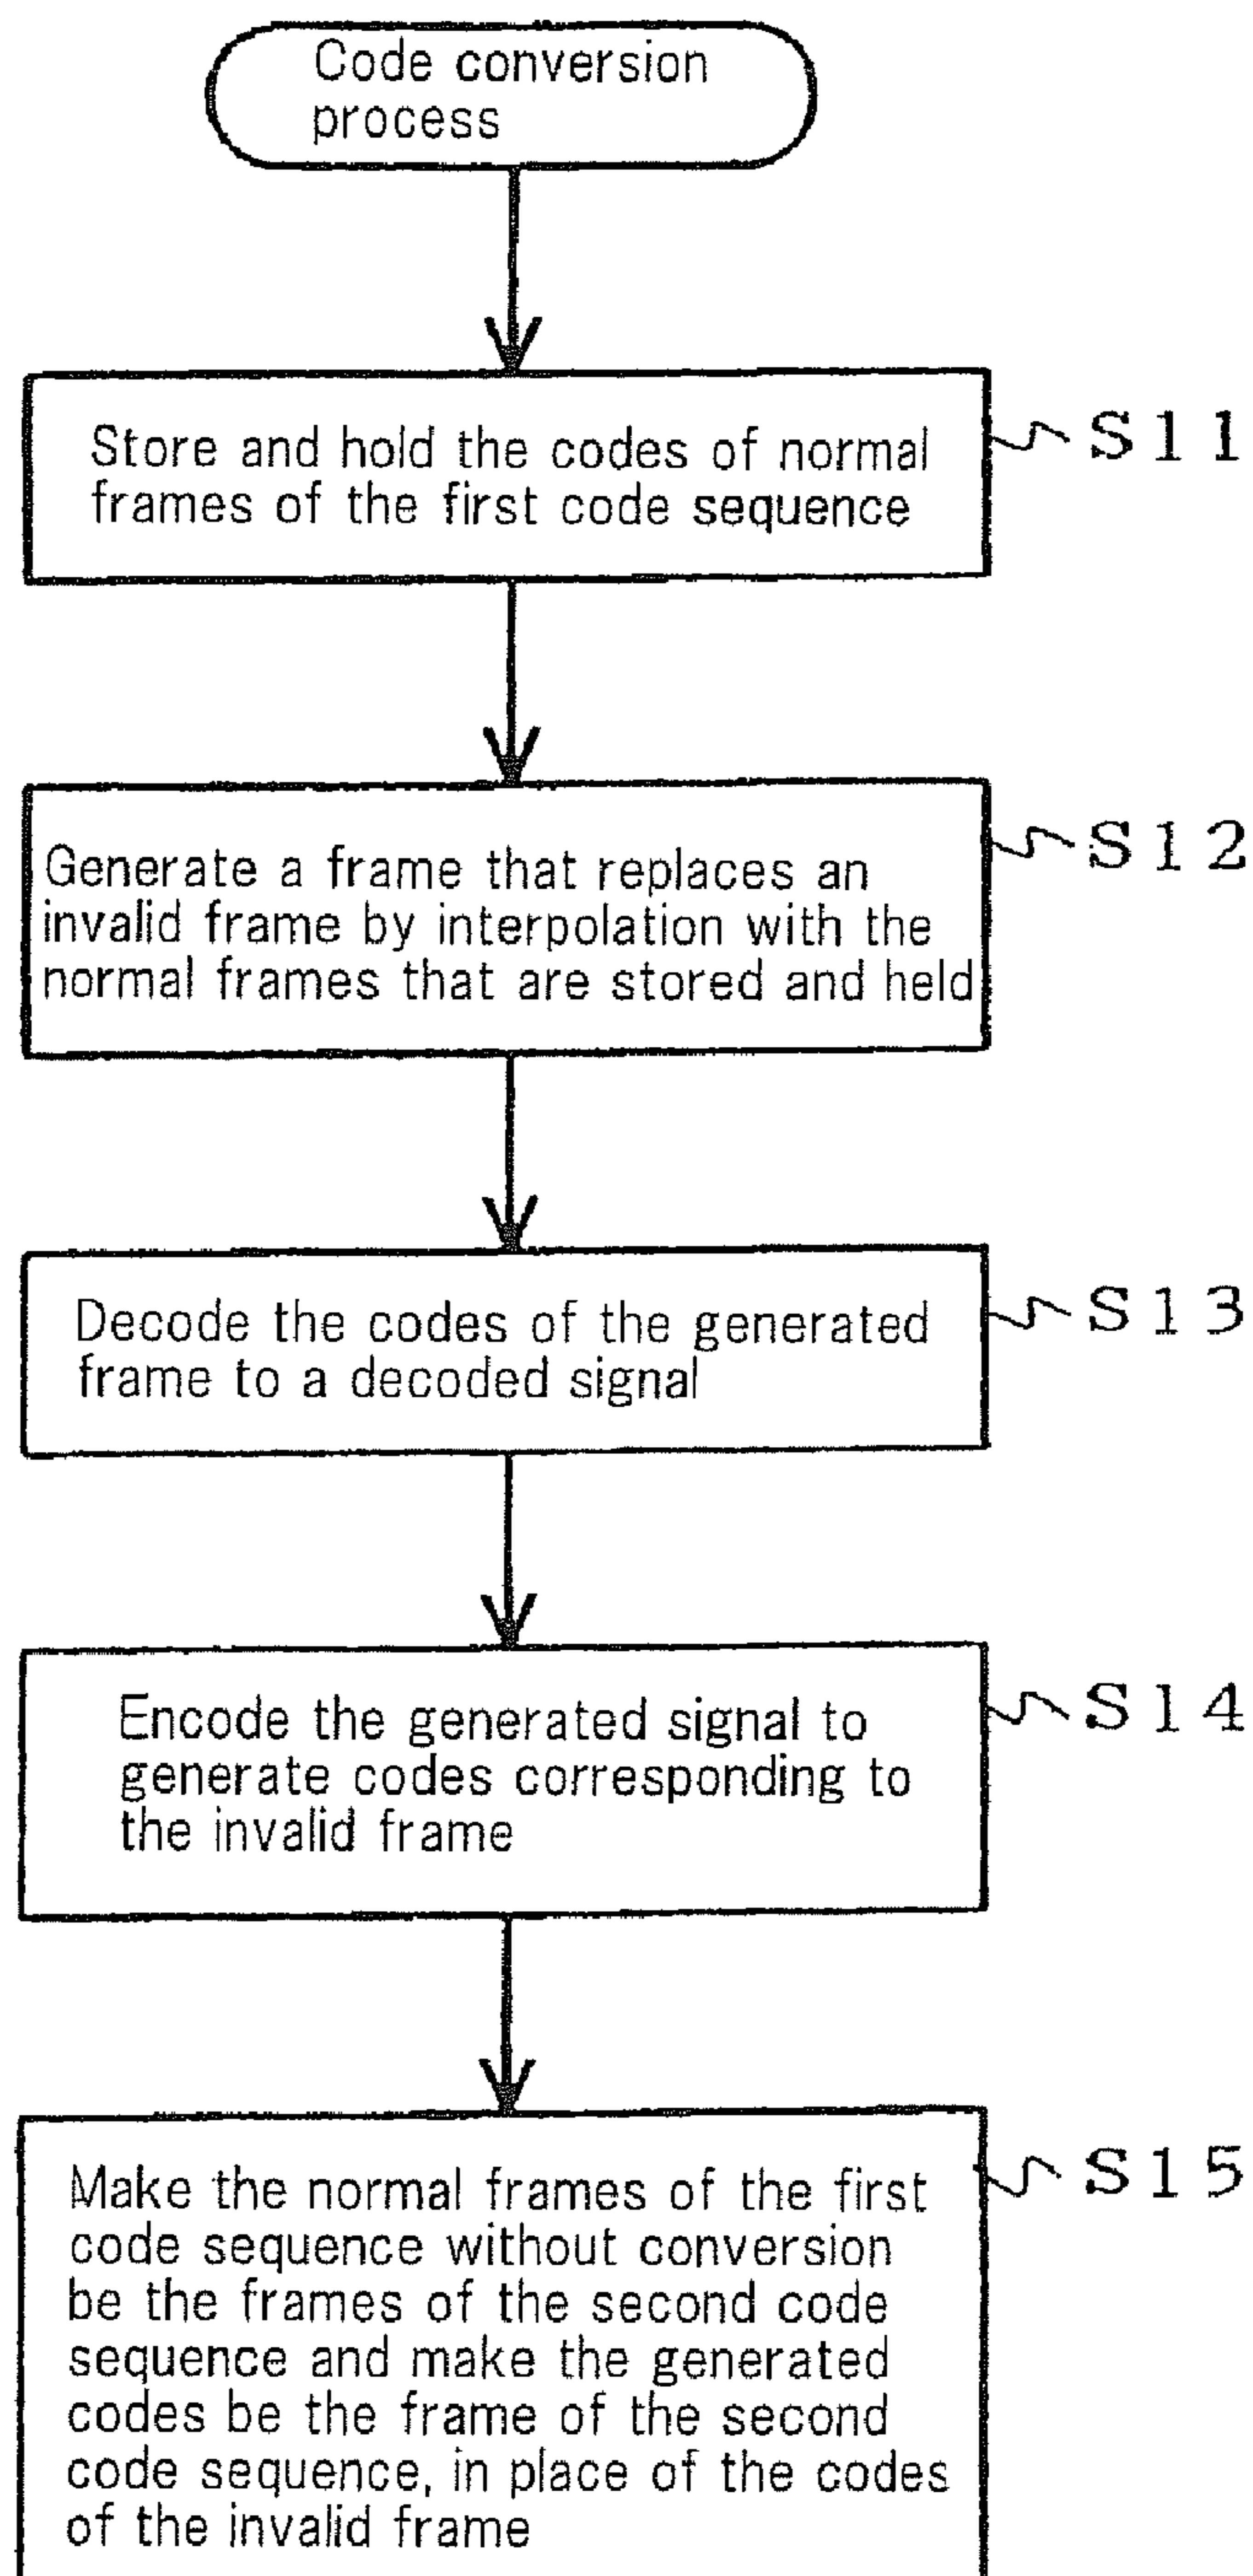 Code conversion
process
Store and hold the codes of normal
frames of the first code sequence
S11
Generate a frame that replaces an
invalid frame by interpolation with the
normal frames that are stored and held
S12
Decode the codes of the generated
frame to a decoded signal
S13
Encode the generated signal to
generate codes corresponding to
the invalid frame
S14
Make the normal frames of the first
code sequence without conversion
be the frames of the second code
sequence and make the generated
codes be the frame of the second
code sequence, in place of the codes
of the invalid frame
S15